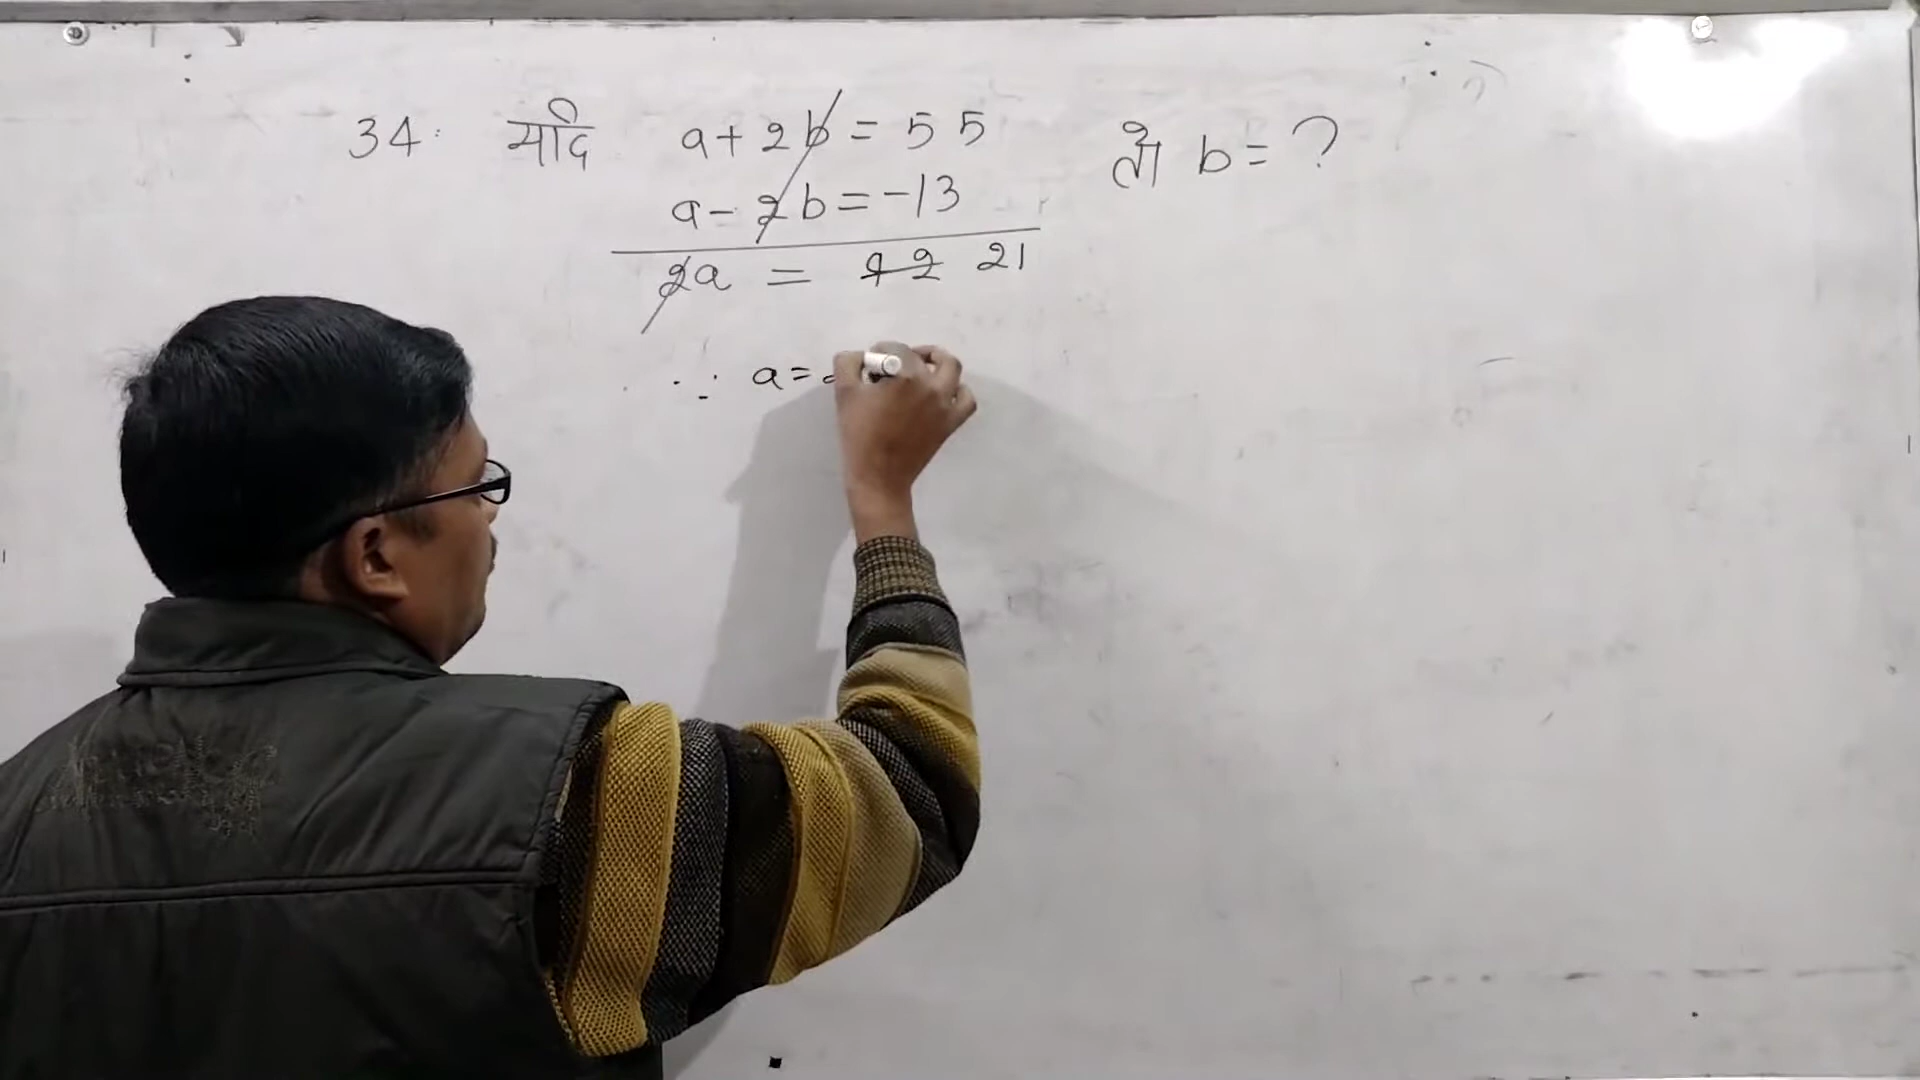 34. यदि a + 2b = 55 तो b = ?
a - 2b = -13
2a = 42 21
∵ a =